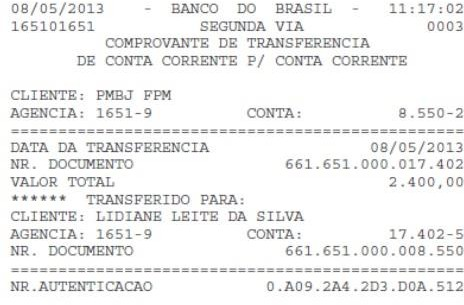 08/05/2013 - BANCO DO BRASIL - 11:17:02
165101651 SEGUNDA VIA 0003
COMPROVANTE DE TRANSFERENCIA
DE CONTA CORRENTE P/ CONTA CORRENTE
CLIENTE: PMBJ FPM
AGENCIA: 1651-9 CONTA: 8.550-2
================================================
DATA DA TRANSFERENCIA 08/05/2013
NR. DOCUMENTO 661.651.000.017.402
VALOR TOTAL 2.400,00
****** TRANSFERIDO PARA:
CLIENTE: LIDIANE LEITE DA SILVA
AGENCIA: 1651-9 CONTA: 17.402-5
NR. DOCUMENTO 661.651.000.008.550
================================================
NR.AUTENTICACAO 0.A09.2A4.2D3.D0A.512